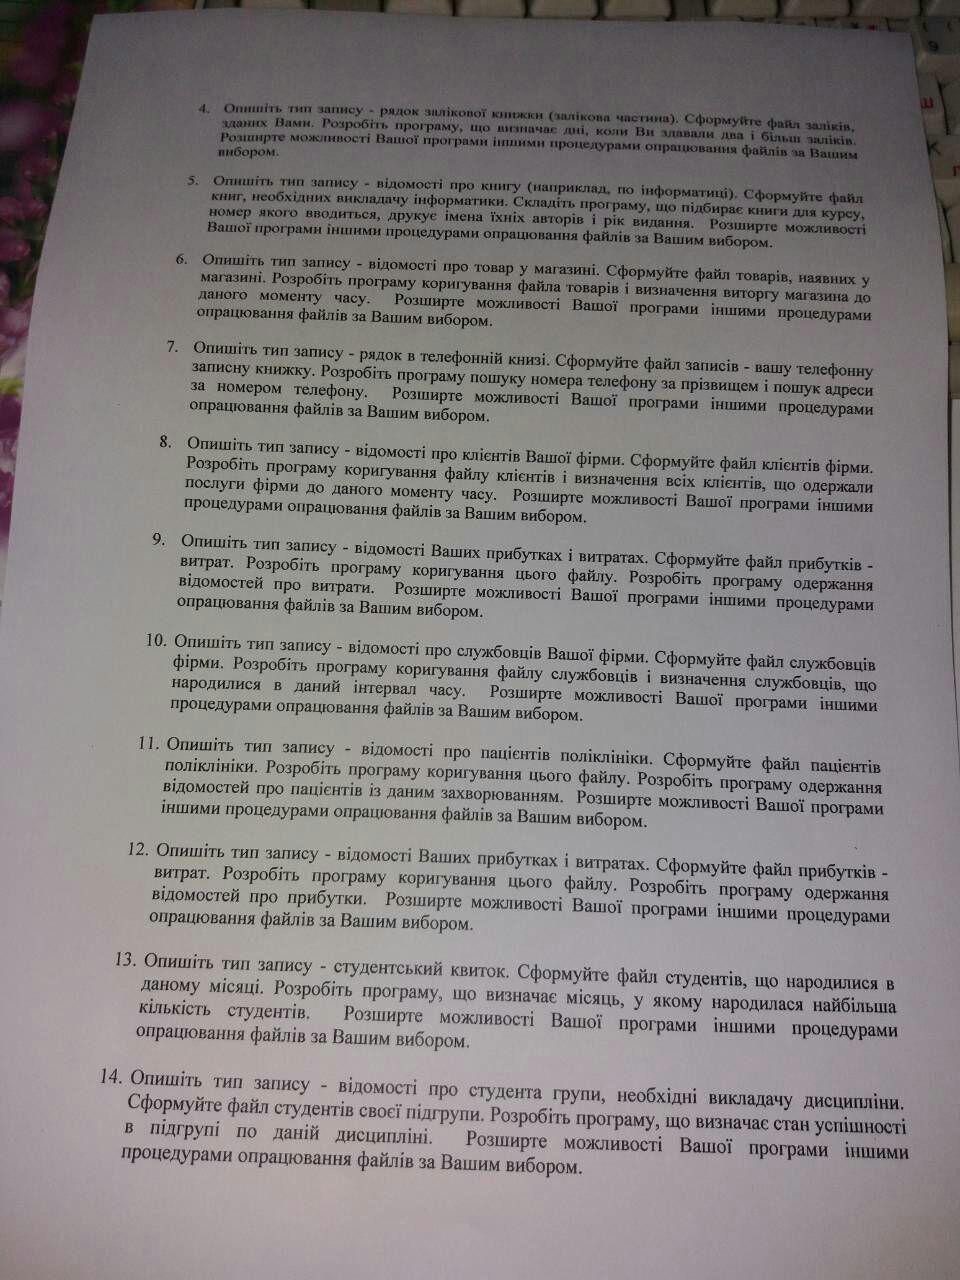 4. Опишіть тип запису - рядок залікової книжки (залікова частина). Сформуйте файл заліків,
зданих Вами. Розробіть програму, що визначає дні, коли Ви здавали два і більш заліків.
Розширте можливості Вашої програми іншими процедурами опрацювання файлів за Вашим
вибором.
5. Опишіть тип запису - відомості про книгу (наприклад, по інформатиці). Сформуйте файл
книг, необхідних викладачу інформатики. Складіть програму, що підбирає книги для курсу,
номер якого вводиться, друкує імена їхніх авторів і рік видання. Розширте можливості
Вашої програми іншими процедурами опрацювання файлів за Вашим вибором.
6. Опишіть тип запису - відомості про товар у магазині. Сформуйте файл товарів, наявних у
магазині. Розробіть програму коригування файла товарів і визначення виторгу магазина до
даного моменту часу. Розширте можливості Вашої програми іншими процедурами
опрацювання файлів за Вашим вибором.
7. Опишіть тип запису - рядок в телефонній книзі. Сформуйте файл записів - вашу телефонну
записну книжку. Розробіть програму пошуку номера телефону за прізвищем і пошук адреси
за номером телефону. Розширте можливості Вашої програми іншими процедурами
опрацювання файлів за Вашим вибором.
8. Опишіть тип запису - відомості про клієнтів Вашої фірми. Сформуйте файл клієнтів фірми.
Розробіть програму коригування файлу клієнтів і визначення всіх клієнтів, що одержали
послуги фірми до даного моменту часу. Розширте можливості Вашої програми іншими
процедурами опрацювання файлів за Вашим вибором.
9. Опишіть тип запису - відомості Ваших прибутках і витратах. Сформуйте файл прибутків -
витрат. Розробіть програму коригування цього файлу. Розробіть програму одержання
відомостей про витрати. Розширте можливості Вашої програми іншими процедурами
опрацювання файлів за Вашим вибором.
10. Опишіть тип запису - відомості про службовців Вашої фірми. Сформуйте файл службовців
фірми. Розробіть програму коригування файлу службовців і визначення службовців, що
народилися в даний інтервал часу. Розширте можливості Вашої програми іншими
процедурами опрацювання файлів за Вашим вибором.
11. Опишіть тип запису - відомості про пацієнтів поліклініки. Сформуйте файл пацієнтів
поліклініки. Розробіть програму коригування цього файлу. Розробіть програму одержання
відомостей про пацієнтів із даним захворюванням. Розширте можливості Вашої програми
іншими процедурами опрацювання файлів за Вашим вибором.
12. Опишіть тип запису - відомості Ваших прибутках і витратах. Сформуйте файл прибутків -
витрат. Розробіть програму коригування цього файлу. Розробіть програму одержання
відомостей про прибутки. Розширте можливості Вашої програми іншими процедурами
опрацювання файлів за Вашим вибором.
13. Опишіть тип запису - студентський квиток. Сформуйте файл студентів, що народилися в
даному місяці. Розробіть програму, що визначає місяць, у якому народилася найбільша
кількість студентів. Розширте можливості Вашої програми іншими процедурами
опрацювання файлів за Вашим вибором.
14. Опишіть тип запису - відомості про студента групи, необхідні викладачу дисципліни.
Сформуйте файл студентів своєї підгрупи. Розробіть програму, що визначає стан успішності
в підгрупі по даній дисципліні. Розширте можливості Вашої програми іншими
процедурами опрацювання файлів за Вашим вибором.